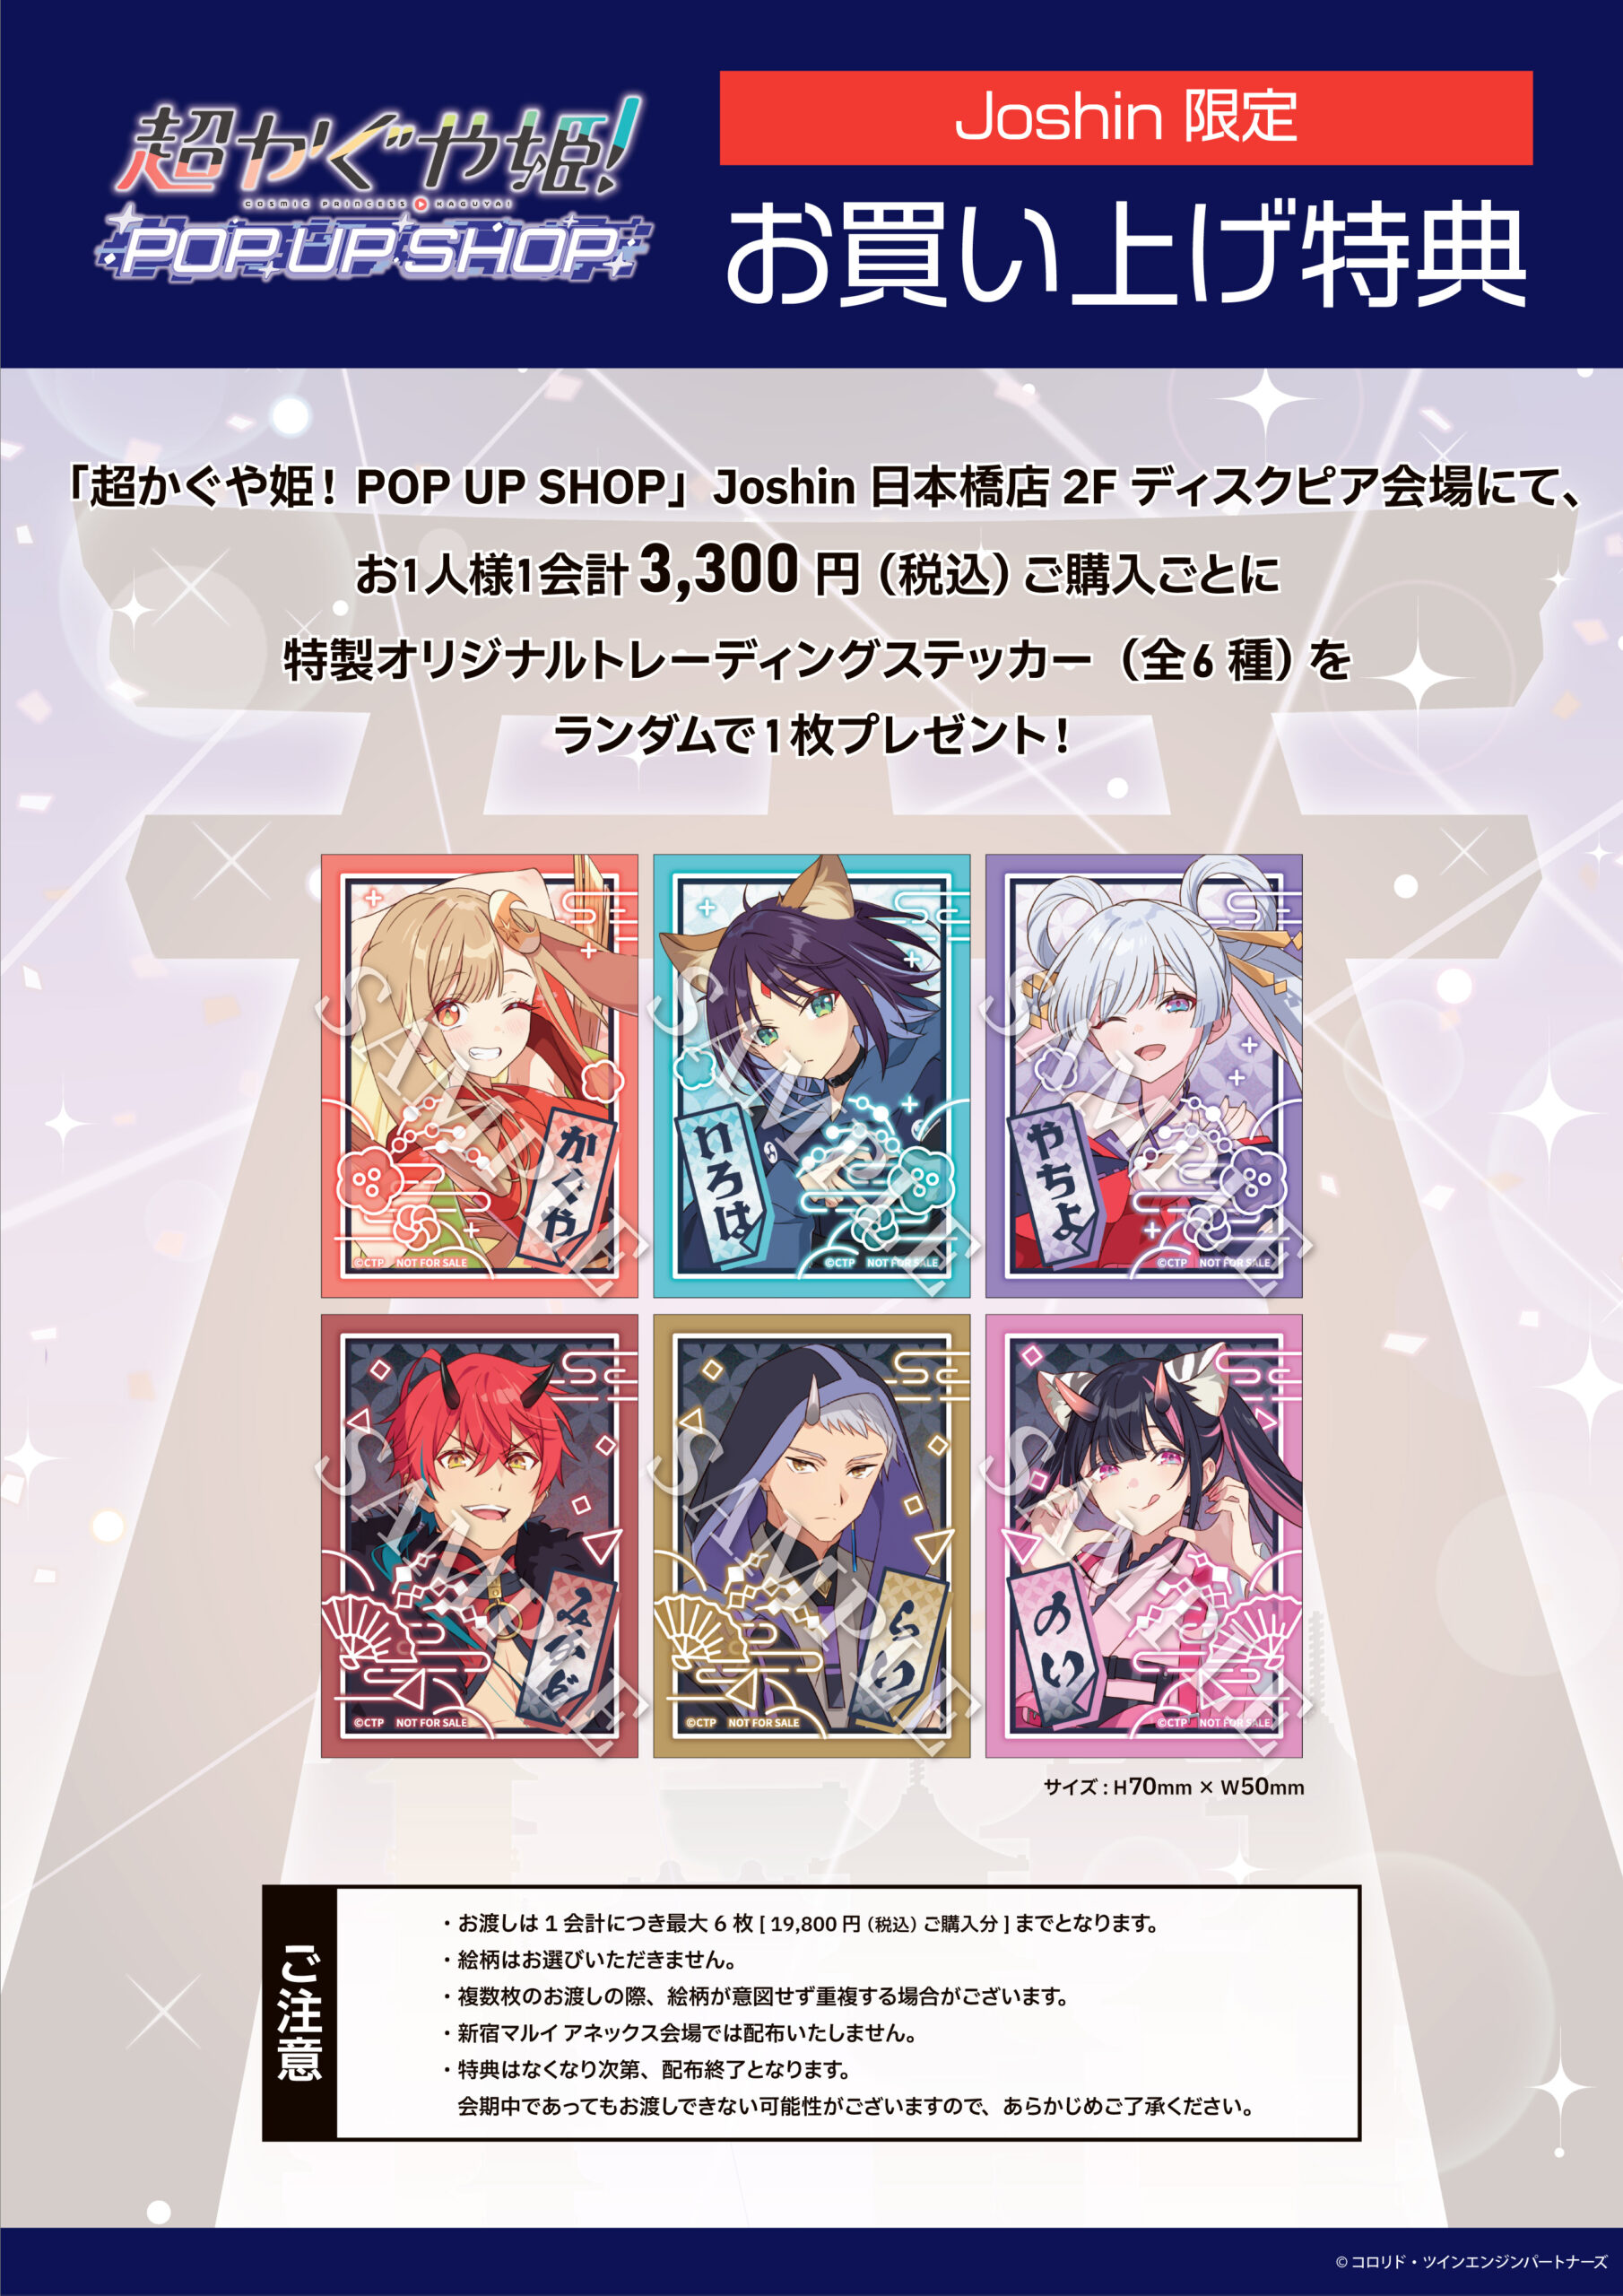 Joshin 限定
超かぐや姫!
COSMIC PRINCESS KAGUYA!
POP UP SHOP
お買い上げ特典
「超かぐや姫！POP UP SHOP」Joshin 日本橋店 2F ディスクピア会場にて、
お1人様1会計 3,300 円（税込）ご購入ごとに
特製オリジナルトレーディングステッカー（全6 種）を
ランダムで1枚プレゼント！
かぐや
©CTP NOT FOR SALE
SAMPLE
いろは
©CTP NOT FOR SALE
SAMPLE
やちよ
©CTP NOT FOR SALE
SAMPLE
みかど
©CTP NOT FOR SALE
SAMPLE
らい
©CTP NOT FOR SALE
SAMPLE
のい
©CTP NOT FOR SALE
SAMPLE
サイズ : H70mm × W50mm
ご注意
・お渡しは 1 会計につき最大 6 枚 [ 19,800 円（税込）ご購入分 ] までとなります。
・絵柄はお選びいただきません。
・複数枚のお渡しの際、絵柄が意図せず重複する場合がございます。
・新宿マルイ アネックス会場では配布いたしません。
・特典はなくなり次第、配布終了となります。
会期中であってもお渡しできない可能性がございますので、あらかじめご了承ください。
© コロリド・ツインエンジンパートナーズ